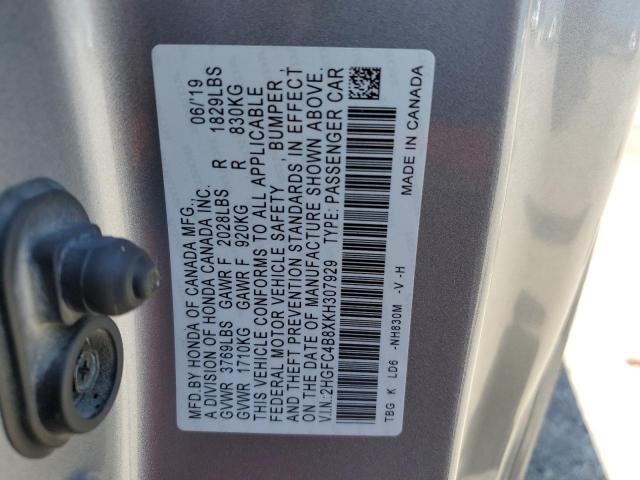 MFD.BY HONDA OF CANADA MFG., 06/'19
A DIVISION OF HONDA CANADA INC.
GVWR 3769LBS GAWR F 2028LBS R 1829LBS
GVWR 1710KG GAWR F 920KG R 830KG
THIS VEHICLE CONFORMS TO ALL APPLICABLE
FEDERAL MOTOR VEHICLE SAFETY , BUMPER ,
AND THEFT PREVENTION STANDARDS IN EFFECT
ON THE DATE OF MANUFACTURE SHOWN ABOVE.
V.I.N.:2HGFC4B8XKH307929 TYPE: PASSENGER CAR
TBG K LD6 -NH830M -V -H MADE IN CANADA